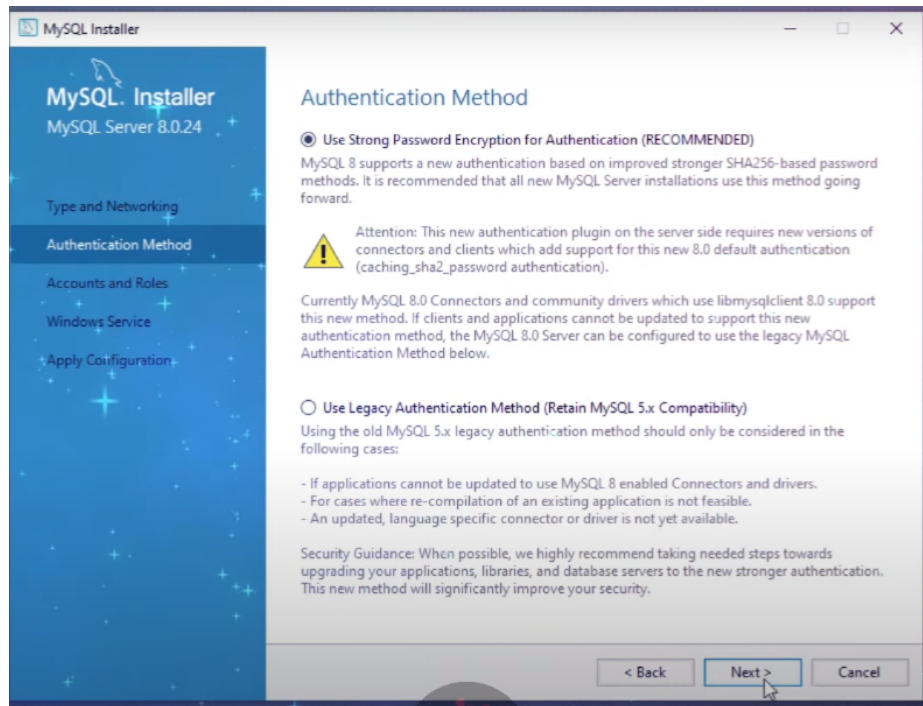 MySQL Installer
MySQL. Installer
MySQL Server 8.0.24
Type and Networking
Authentication Method
Accounts and Roles
Windows Service
Apply Configuration
Authentication Method
Use Strong Password Encryption for Authentication (RECOMMENDED)
MySQL 8 supports a new authentication based on improved stronger SHA256-based password
methods. It is recommended that all new MySQL Server installations use this method going
forward.
Attention: This new authentication plugin on the server side requires new versions of
connectors and clients which add support for this new 8.0 default authentication
(caching_sha2_password authentication).
Currently MySQL 8.0 Connectors and community drivers which use libmysqlclient 8.0 support
this new method. If clients and applications cannot be updated to support this new
authentication method, the MySQL 8.0 Server can be configured to use the legacy MySQL
Authentication Method below.
Use Legacy Authentication Method (Retain MySQL 5.x Compatibility)
Using the old MySQL 5.x legacy authentication method should only be considered in the
following cases:
- If applications cannot be updated to use MySQL 8 enabled Connectors and drivers.
- For cases where re-compilation of an existing application is not feasible.
- An updated, language specific connector or driver is not yet available.
Security Guidance: When possible, we highly recommend taking needed steps towards
upgrading your applications, libraries, and database servers to the new stronger authentication.
This new method will significantly improve your security.
< Back
Next >
Cancel